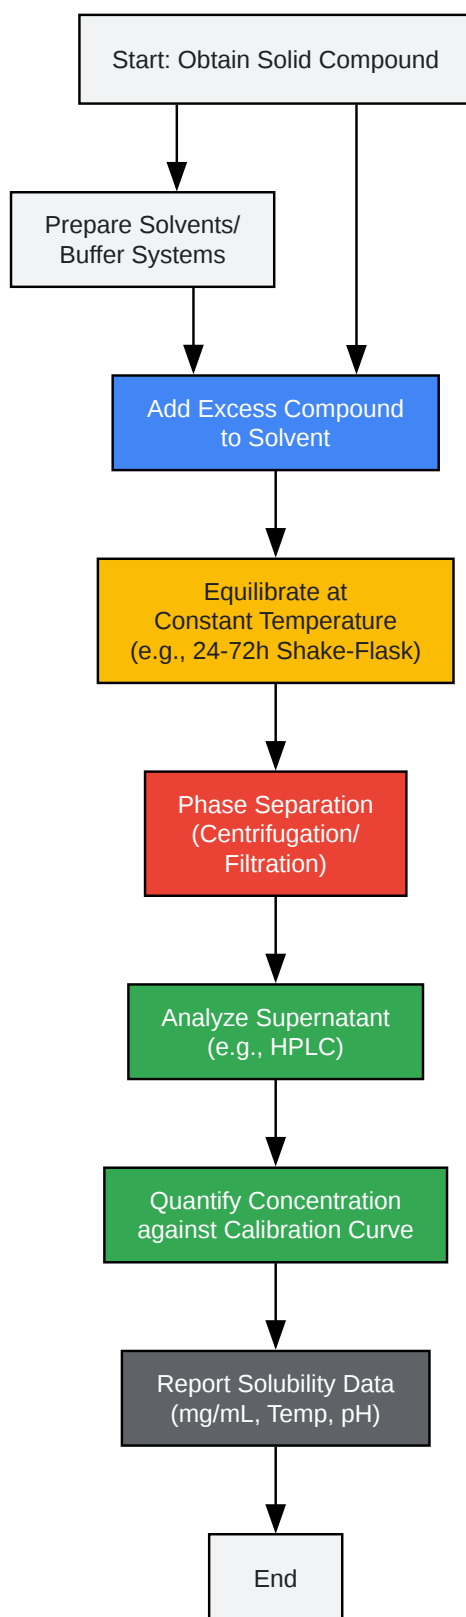 Start: Obtain Solid Compound
Prepare Solvents/
Buffer Systems
Add Excess Compound
to Solvent
Equilibrate at
Constant Temperature
(e.g., 24-72h Shake-Flask)
Phase Separation
(Centrifugation/
Filtration)
Analyze Supernatant
(e.g., HPLC)
Quantify Concentration
against Calibration Curve
Report Solubility Data
(mg/mL, Temp, pH)
End